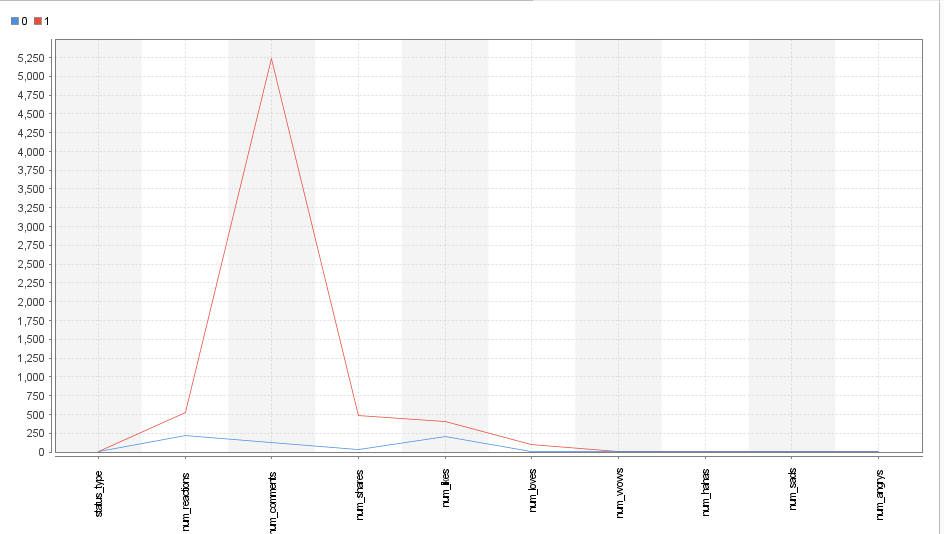 0 1
5,250
5,000
4,750
4,500
4,250
4,000
3,750
3,500
3,250
3,000
2,750
2,500
2,250
2,000
1,750
1,500
1,250
1,000
750
500
250
0
status_type
num_reactions
num_comments
num_shares
num_likes
num_loves
num_wows
num_hahas
num_sads
num_angrys